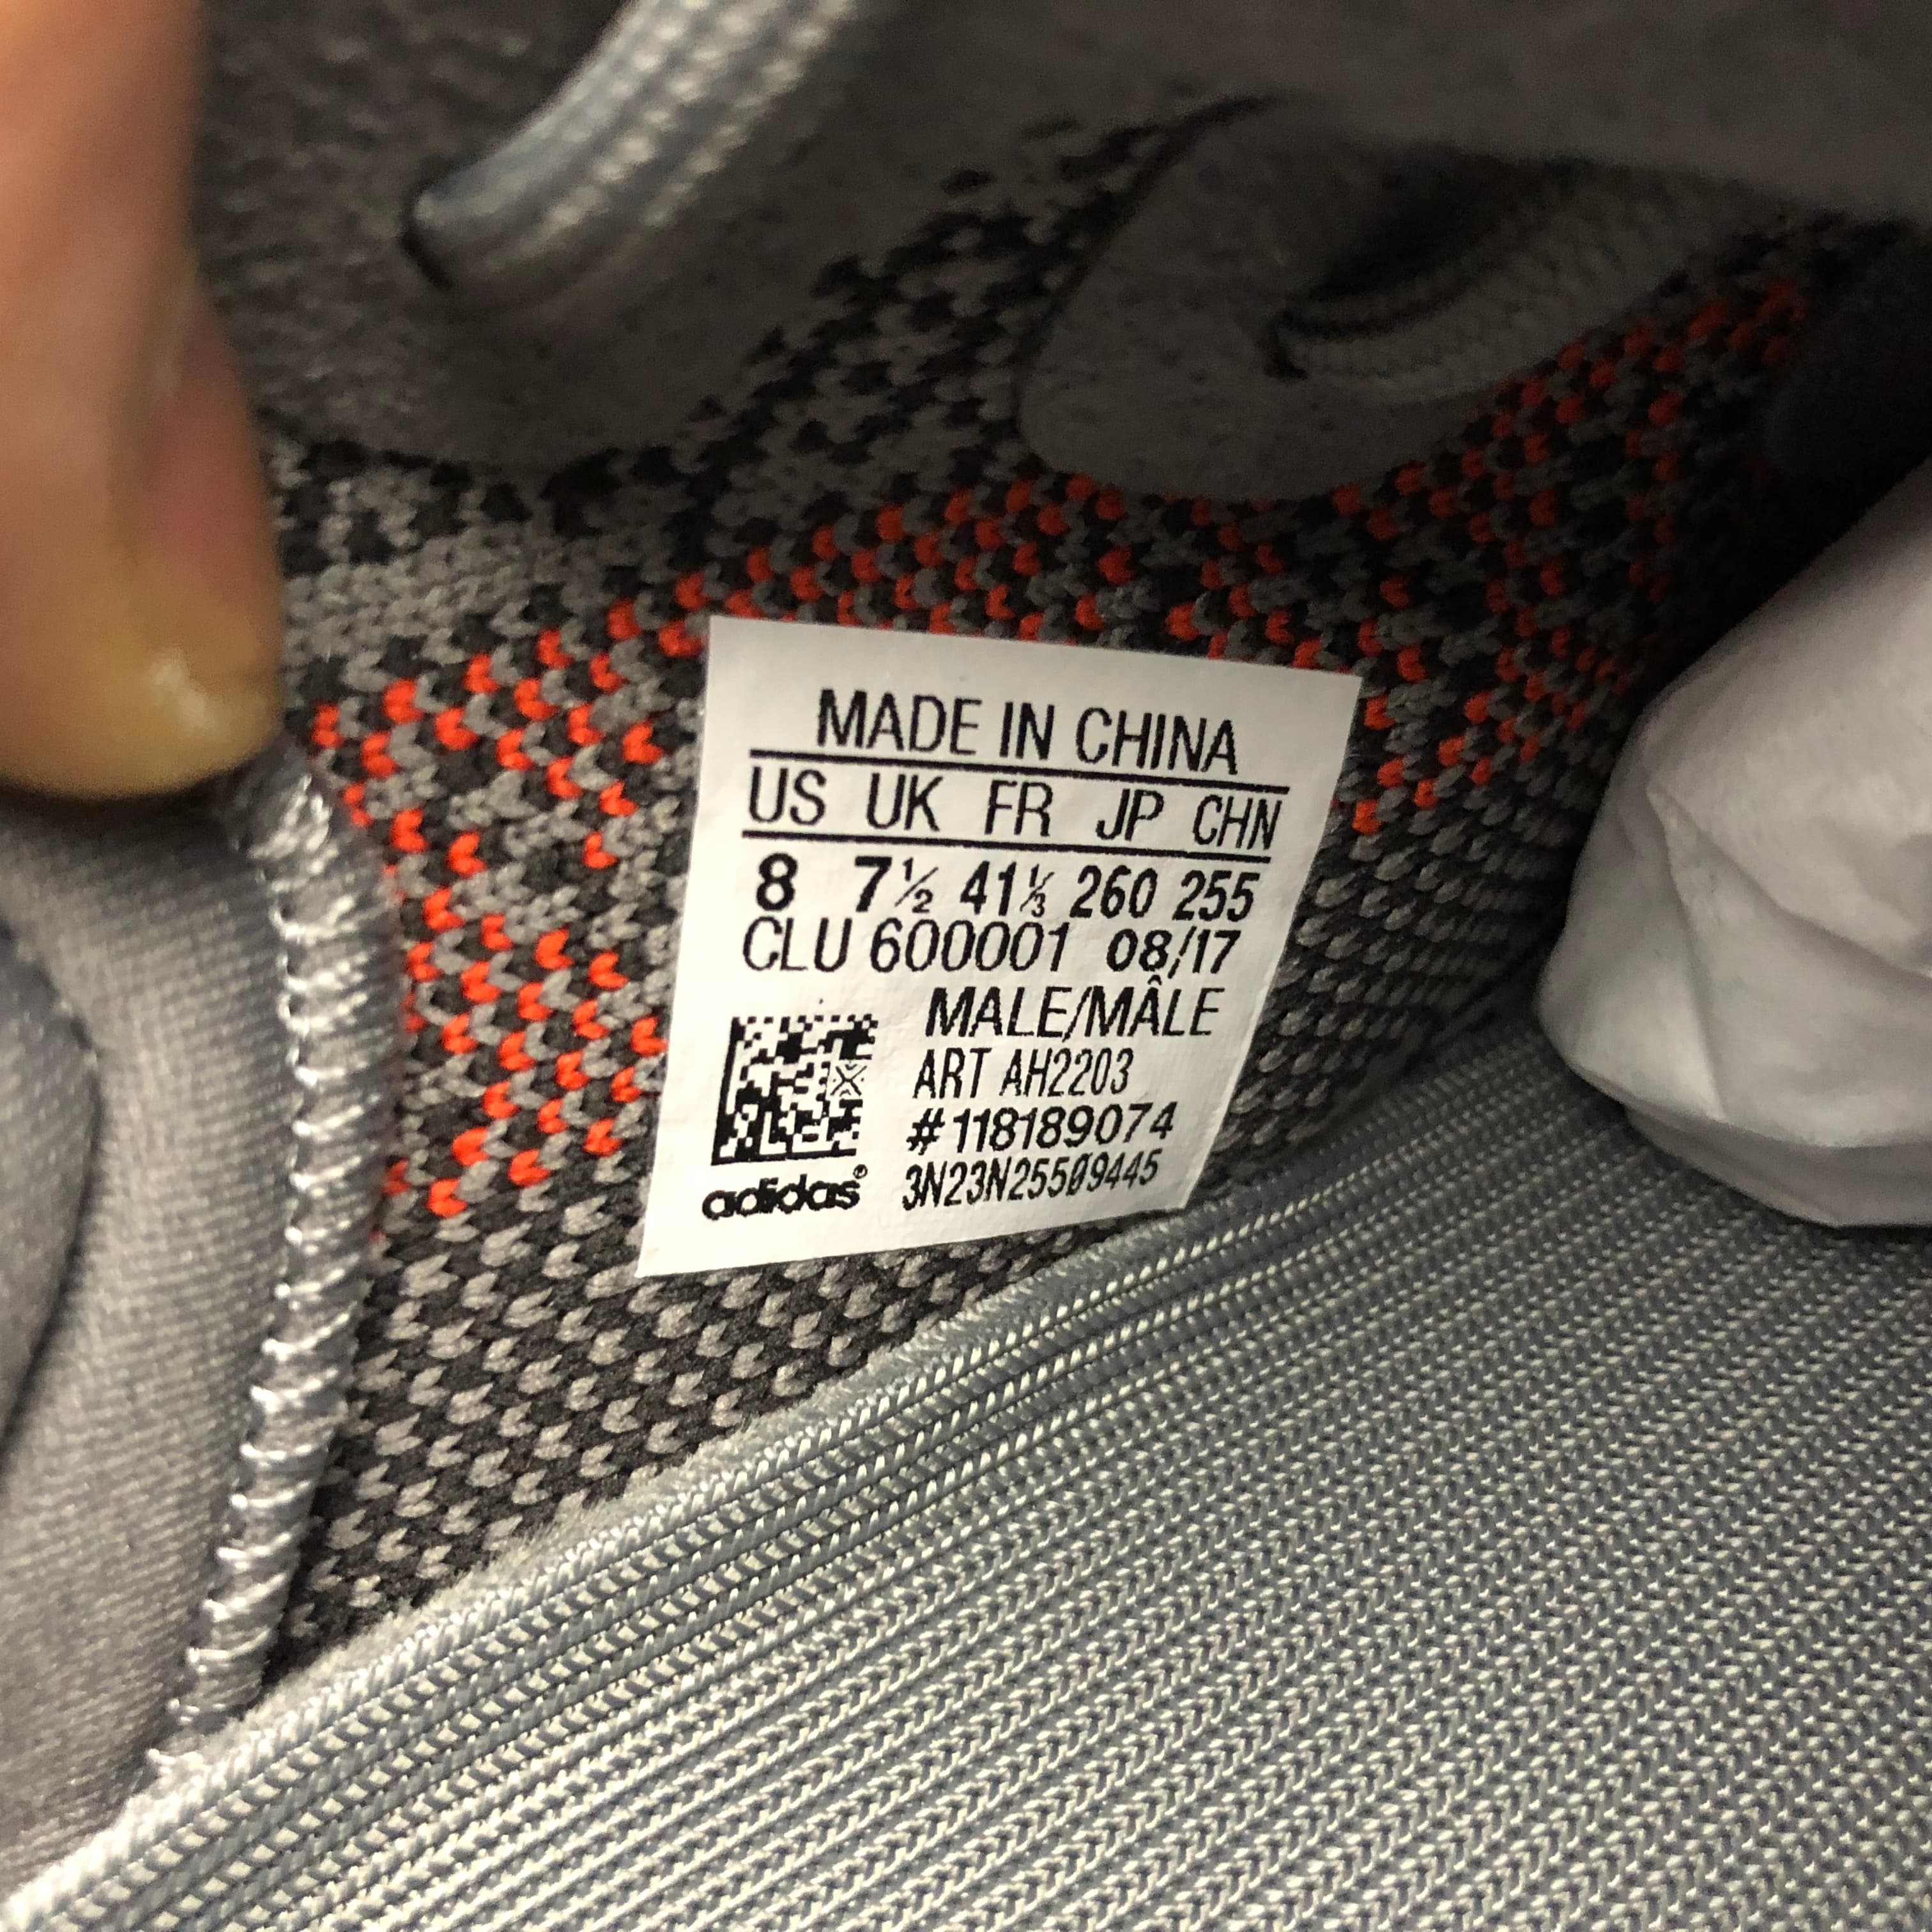 MADE IN CHINA
US UK FR JP CHN
8 7½ 41⅓ 260 255
CLU 600001 08/17
MALE/MÂLE
ART AH2203
#118189074
adidas® 3N23N25509445